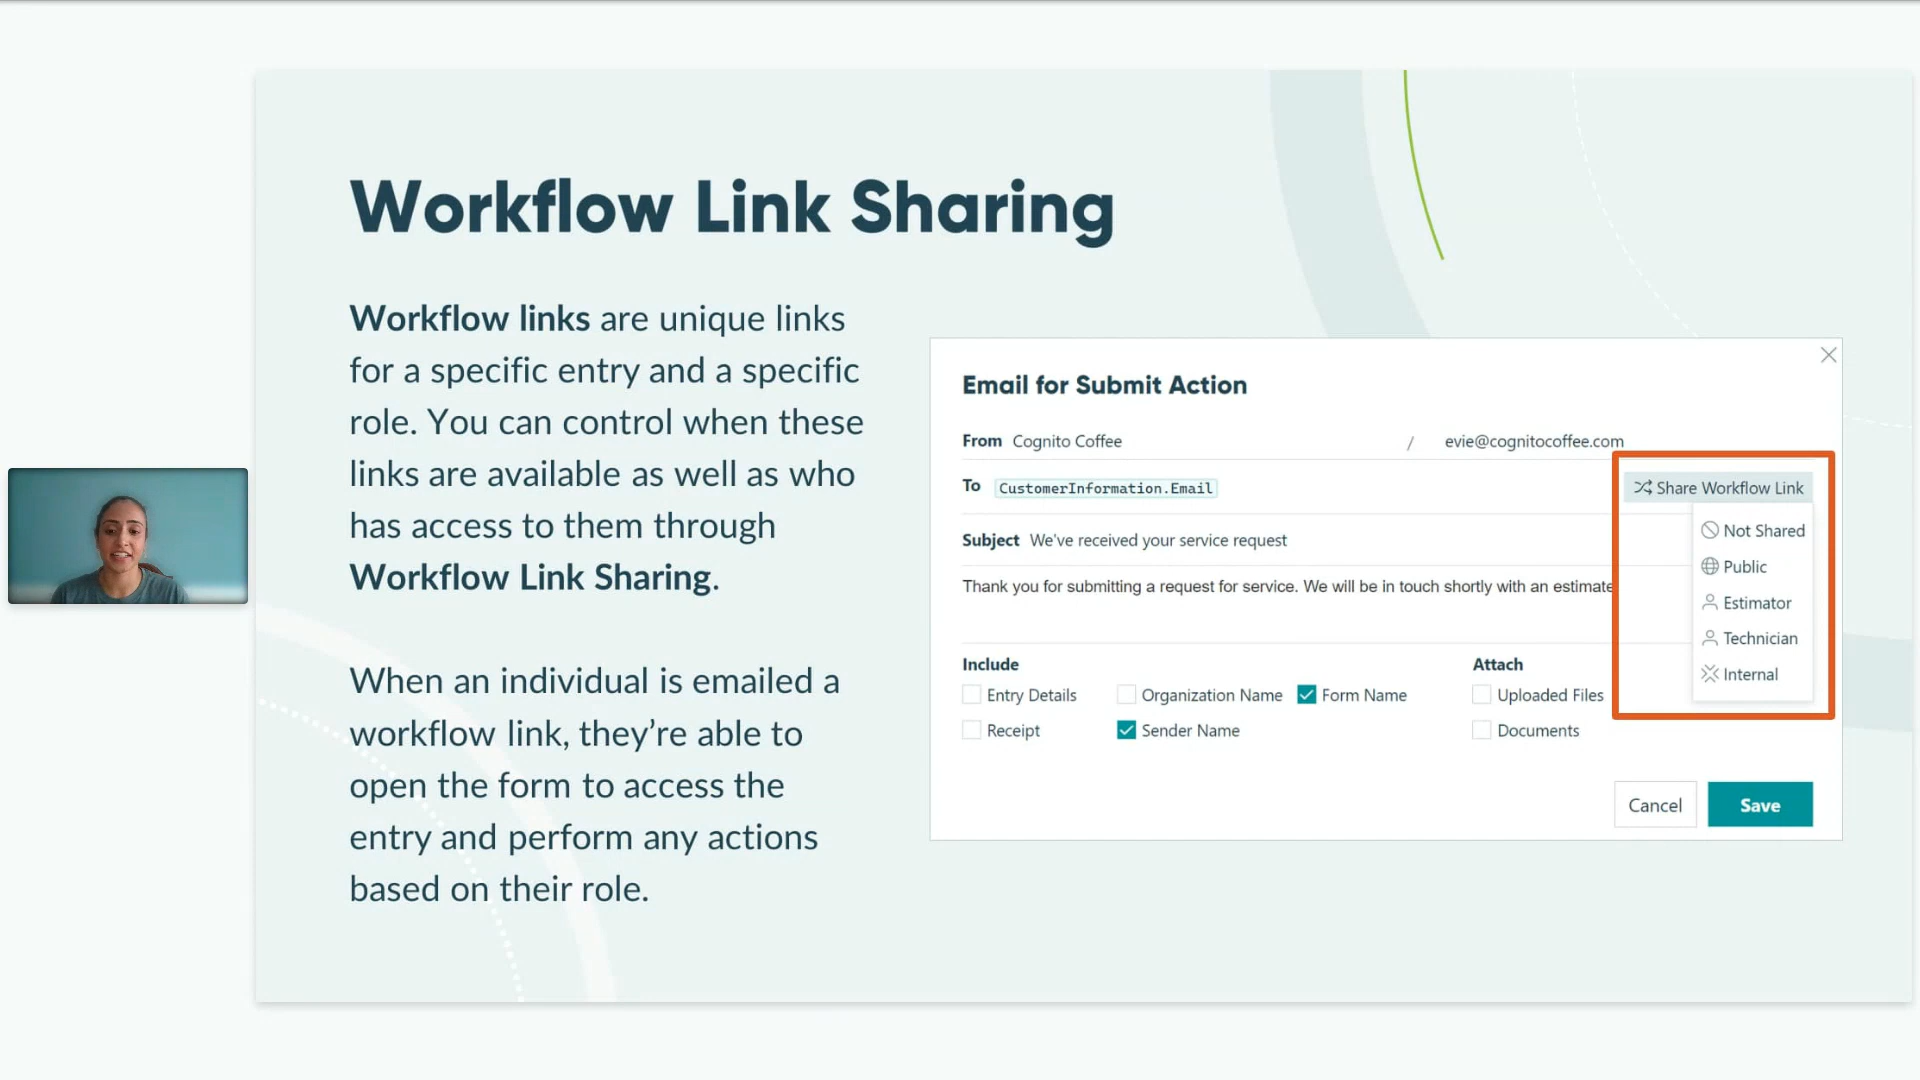 Workflow Link Sharing
Workflow links are unique links
for a specific entry and a specific
role. You can control when these
links are available as well as who
has access to them through
Workflow Link Sharing.
When an individual is emailed a
workflow link, they’re able to
open the form to access the
entry and perform any actions
based on their role.
Email for Submit Action
From Cognito Coffee / evie@cognitocoffee.com
To CustomerInformation.Email
Share Workflow Link
Not Shared
Public
Estimator
Technician
Internal
Subject We've received your service request
Thank you for submitting a request for service. We will be in touch shortly with an estimate
Include
Entry Details Organization Name Form Name
Receipt Sender Name
Attach
Uploaded Files
Documents
Cancel Save